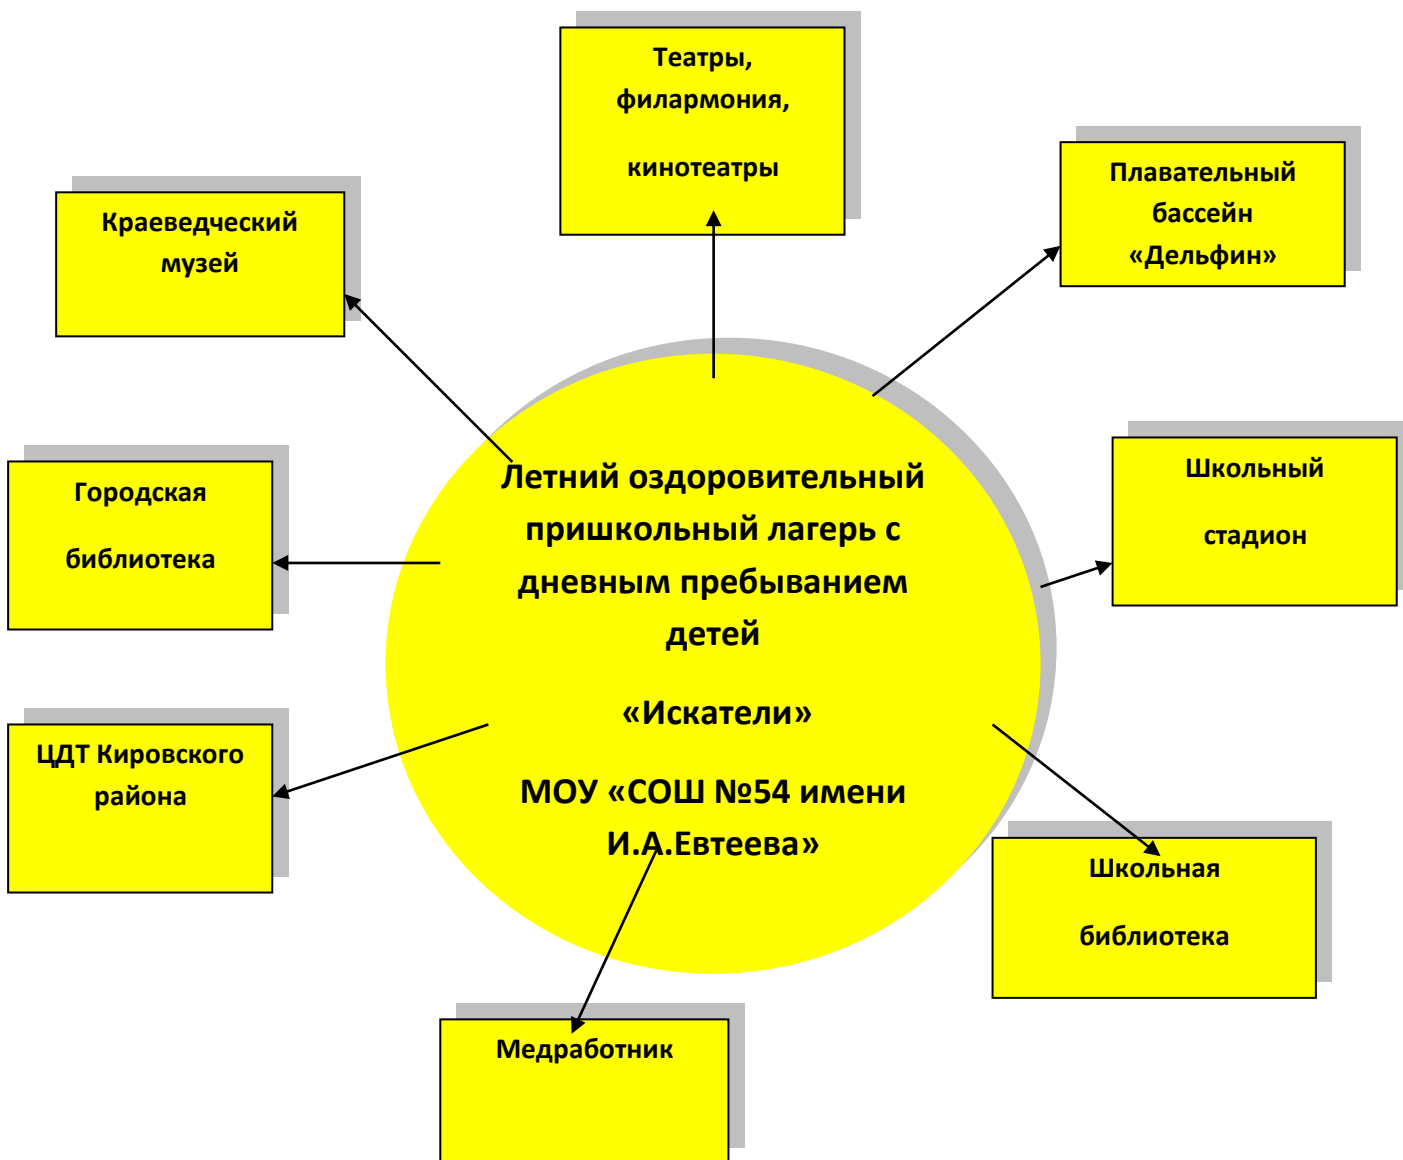 Театры,
филармония,
кинотеатры
Плавательный
бассейн
«Дельфин»
Краеведческий
музей
Школьный
стадион
Городская
библиотека
Летний оздоровительный
пришкольный лагерь с
дневным пребыванием
детей
«Искатели»
МОУ «СОШ №54 имени
И.А.Евтеева»
ЦДТ Кировского
района
Школьная
библиотека
Медработник